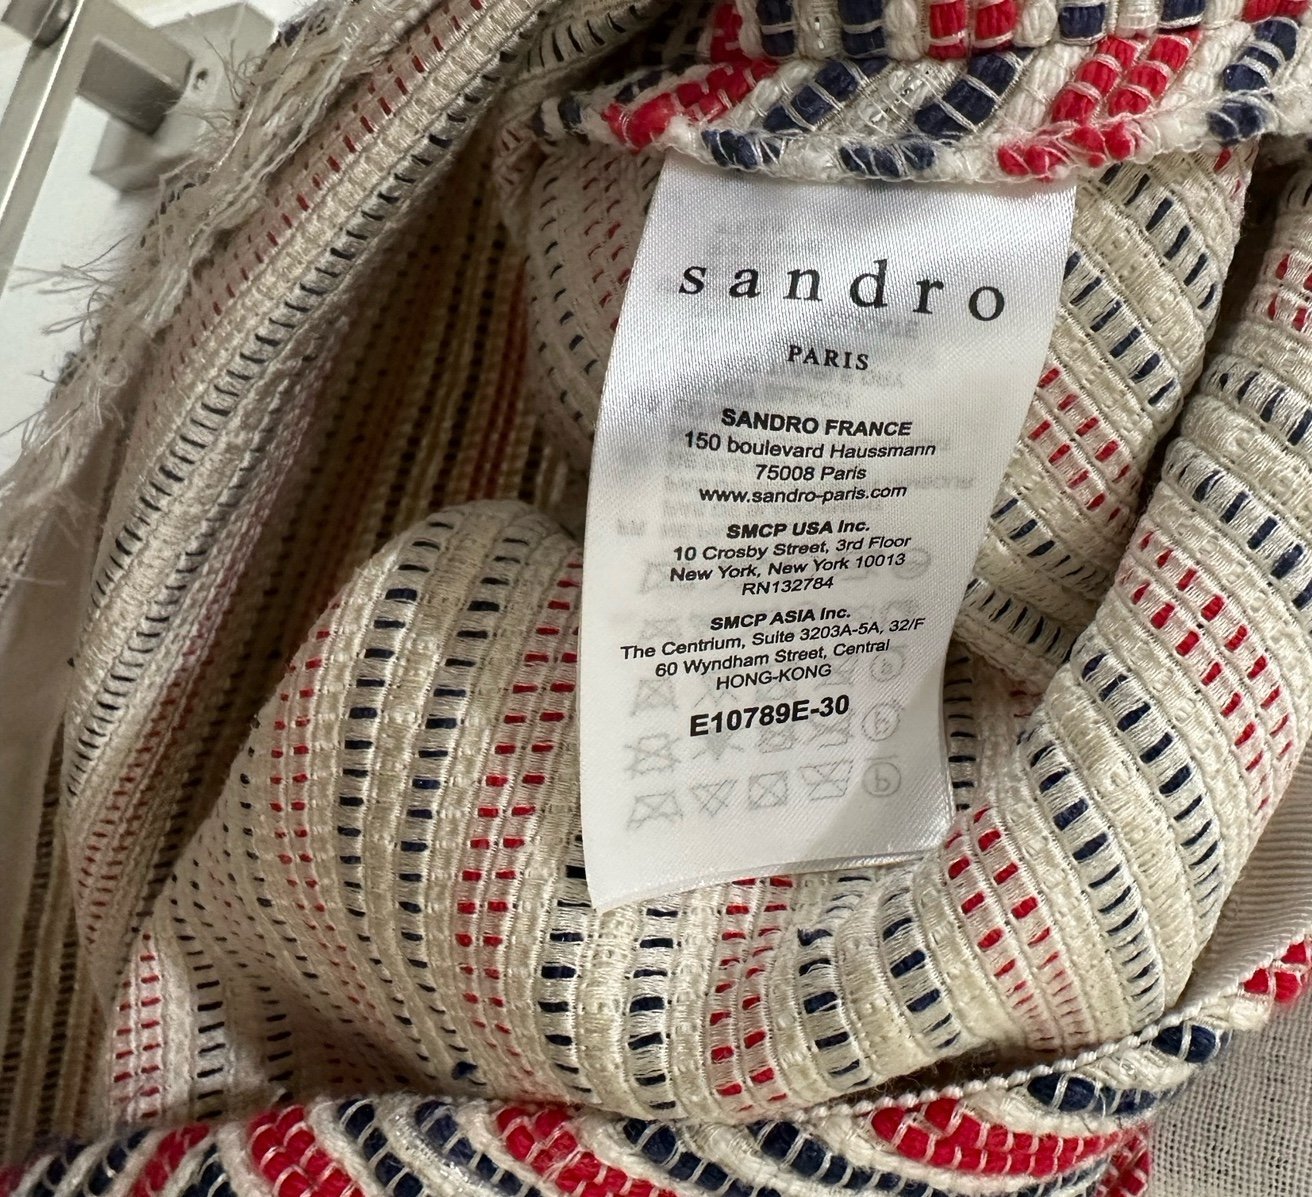 sandro
PARIS
SANDRO FRANCE
150 boulevard Haussmann
75008 Paris
www.sandro-paris.com
SMCP USA Inc.
10 Crosby Street, 3rd Floor
New York, New York 10013
RN132784
SMCP ASIA Inc.
The Centrium, Suite 3203A-5A, 32/F
60 Wyndham Street, Central
HONG-KONG
E10789E-30